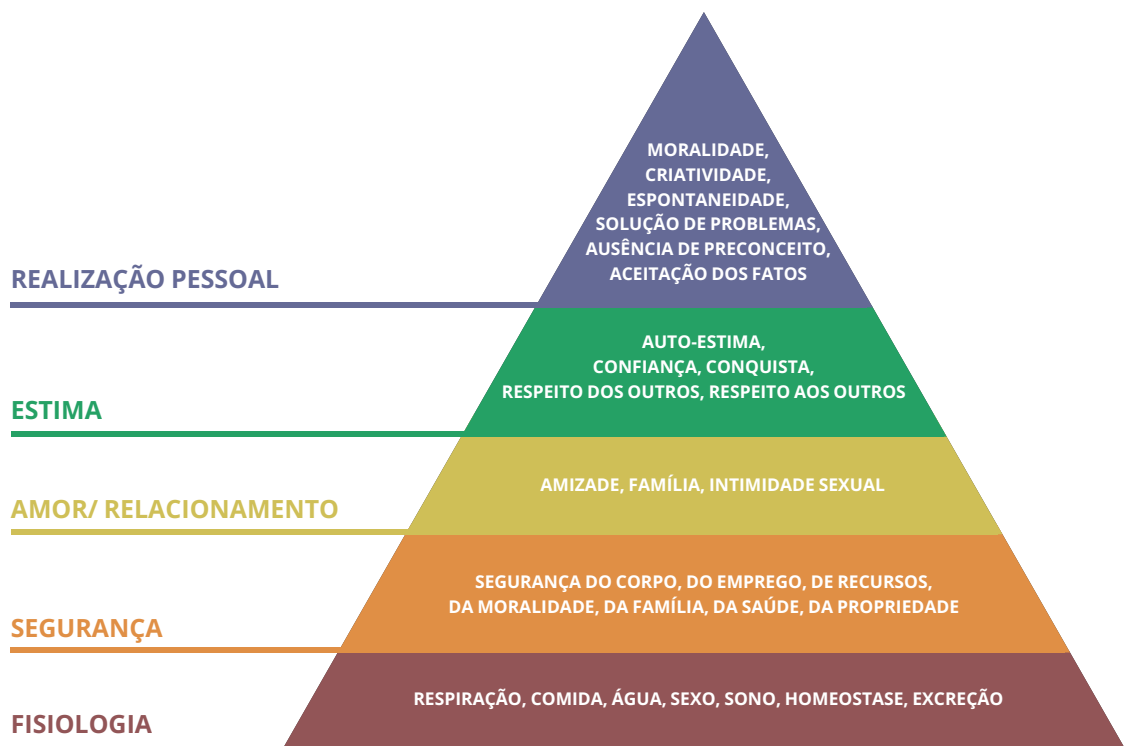 MORALIDADE,
CRIATIVIDADE,
ESPONTANEIDADE,
SOLUÇÃO DE PROBLEMAS,
AUSÊNCIA DE PRECONCEITO,
ACEITAÇÃO DOS FATOS
REALIZAÇÃO PESSOAL
AUTO-ESTIMA,
CONFIANÇA, CONQUISTA,
RESPEITO DOS OUTROS, RESPEITO AOS OUTROS
ESTIMA
AMIZADE, FAMÍLIA, INTIMIDADE SEXUAL
AMOR/ RELACIONAMENTO
SEGURANÇA DO CORPO, DO EMPREGO, DE RECURSOS,
DA MORALIDADE, DA FAMÍLIA, DA SAÚDE, DA PROPRIEDADE
SEGURANÇA
RESPIRAÇÃO, COMIDA, ÁGUA, SEXO, SONO, HOMEOSTASE, EXCREÇÃO
FISIOLOGIA